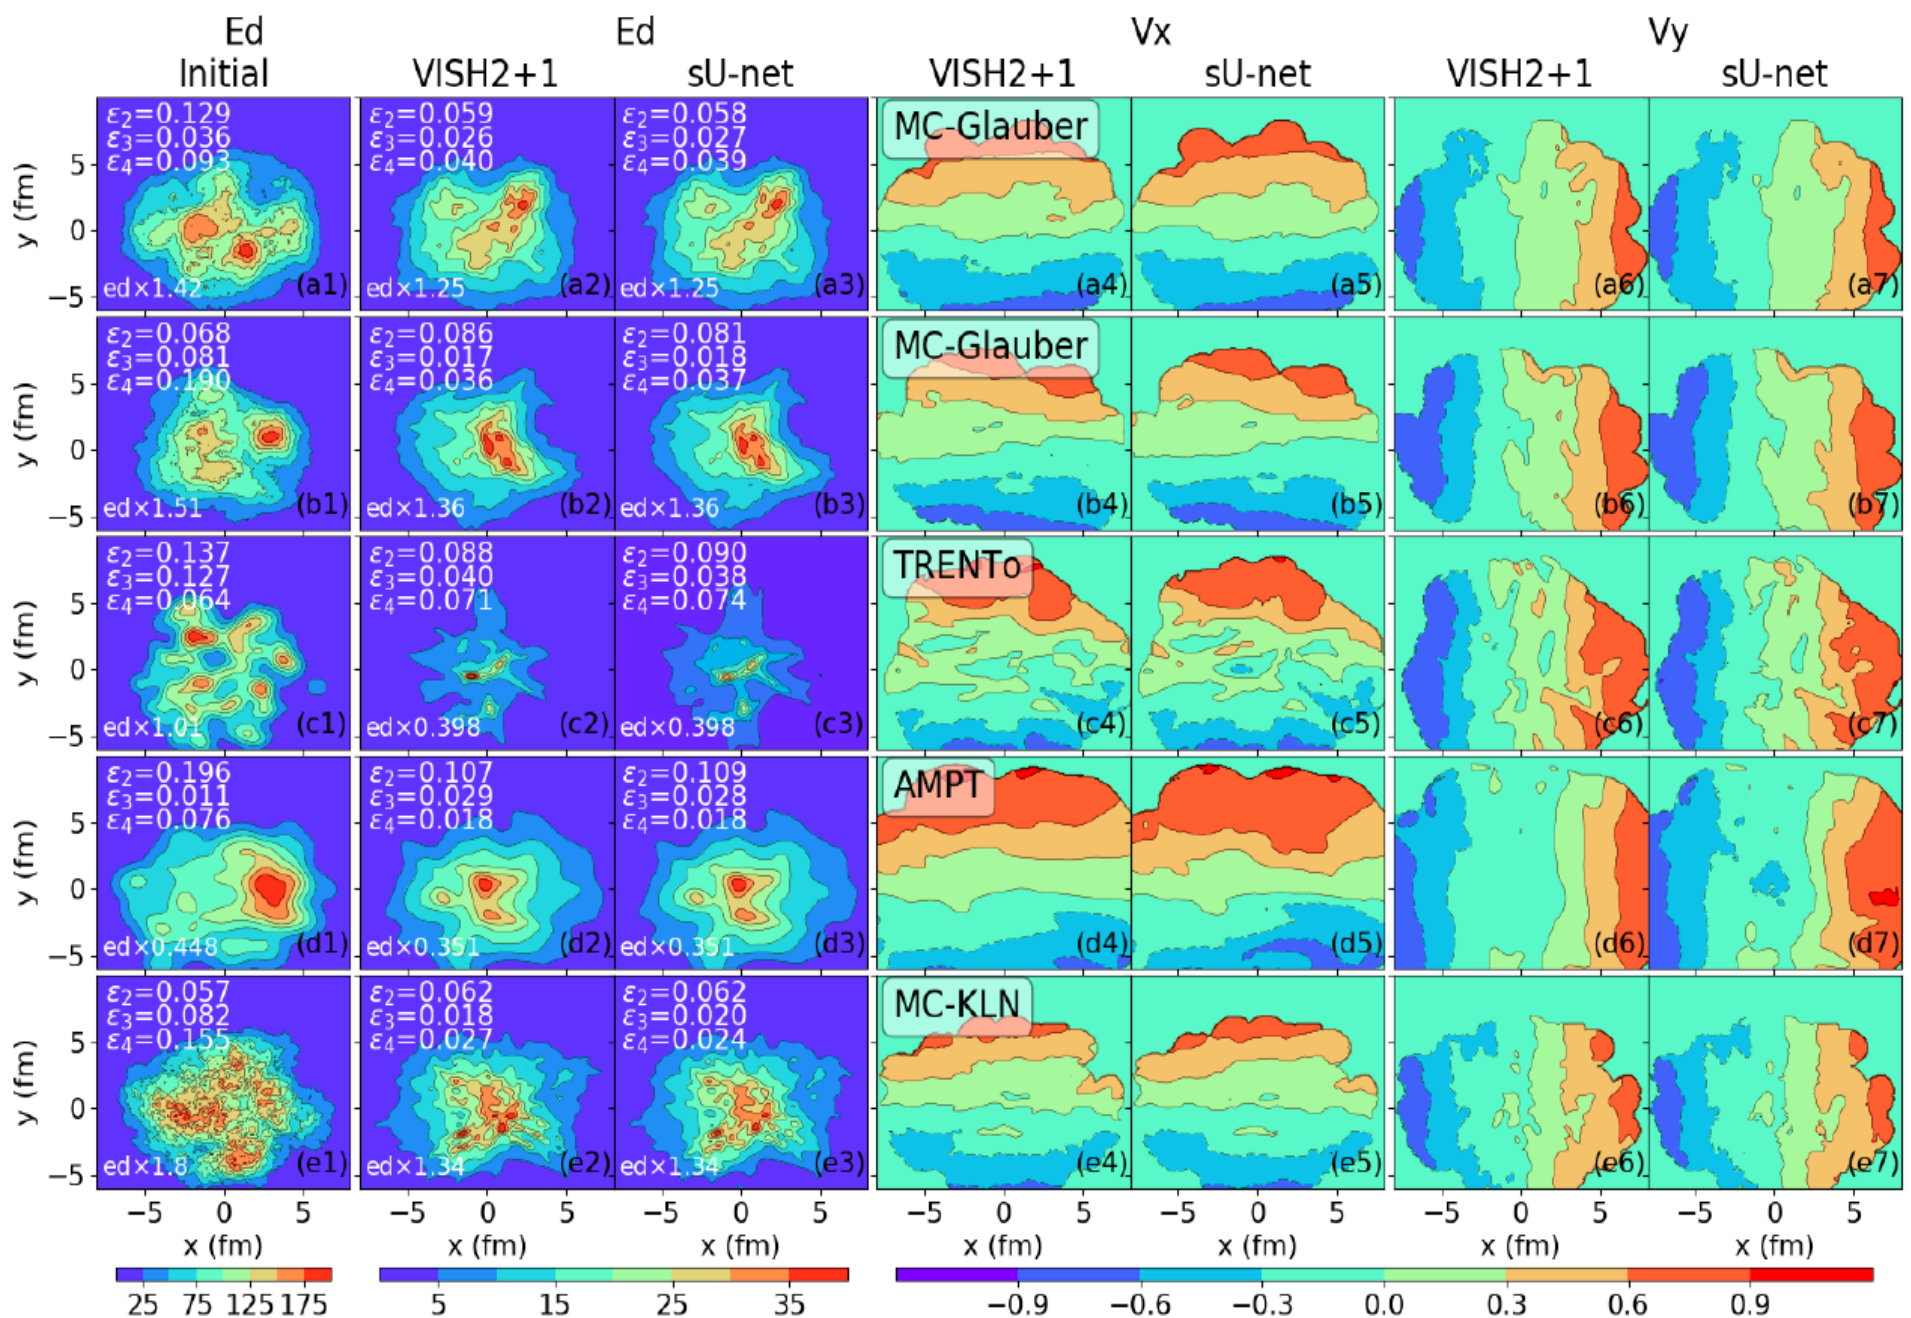 Ed Ed Vx Vy
Initial VISH2+1 sU-net VISH2+1 sU-net VISH2+1 sU-net
ε2=0.129 ε2=0.059 ε2=0.058
ε3=0.036 ε3=0.026 ε3=0.027 MC-Glauber
ε4=0.093 ε4=0.040 ε4=0.039
5
y (fm) 0
ed×1.42 (a1) ed×1.25 (a2) ed×1.25 (a3) (a4) (a5) (a6) (a7)
−5
ε2=0.068 ε2=0.086 ε2=0.081
ε3=0.081 ε3=0.017 ε3=0.018 MC-Glauber
ε4=0.190 ε4=0.036 ε4=0.037
5
y (fm) 0
ed×1.51 (b1) ed×1.36 (b2) ed×1.36 (b3) (b4) (b5) (b6) (b7)
−5
ε2=0.137 ε2=0.088 ε2=0.090
ε3=0.127 ε3=0.040 ε3=0.038 TRENTo
ε4=0.064 ε4=0.071 ε4=0.074
5
y (fm) 0
ed×1.01 (c1) ed×0.398 (c2) ed×0.398 (c3) (c4) (c5) (c6) (c7)
−5
ε2=0.196 ε2=0.107 ε2=0.109
ε3=0.011 ε3=0.029 ε3=0.028 AMPT
ε4=0.076 ε4=0.018 ε4=0.018
5
y (fm) 0
ed×0.448 (d1) ed×0.351 (d2) ed×0.351 (d3) (d4) (d5) (d6) (d7)
−5
ε2=0.057 ε2=0.062 ε2=0.062
ε3=0.082 ε3=0.018 ε3=0.020 MC-KLN
ε4=0.155 ε4=0.027 ε4=0.024
5
y (fm) 0
ed×1.8 (e1) ed×1.34 (e2) ed×1.34 (e3) (e4) (e5) (e6) (e7)
−5
−5 0 5 −5 0 5 −5 0 5 −5 0 5 −5 0 5 −5 0 5 −5 0 5
x (fm) x (fm) x (fm) x (fm) x (fm) x (fm) x (fm)
25 75 125 175 5 15 25 35 −0.9 −0.6 −0.3 0.0 0.3 0.6 0.9